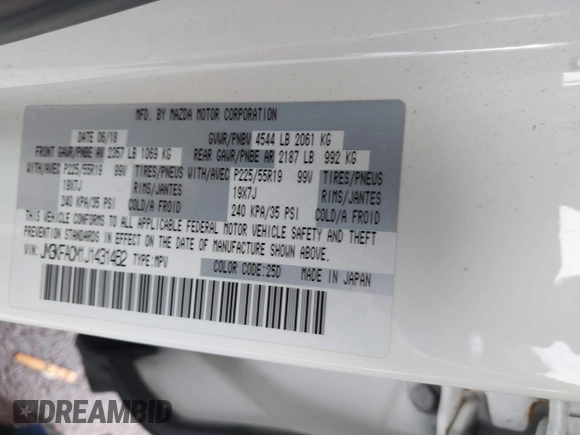 MFD. BY MAZDA MOTOR CORPORATION
DATE 06/18 GVWR/PNBV 4544 LB 2061 KG
FRONT GAWR/PNBE AV 2357 LB 1069 KG REAR GAWR/PNBE AR 2187 LB 992 KG
WITH/AVEC P225/55R19 99V TIRES/PNEUS WITH/AVEC P225/55R19 99V TIRES/PNEUS
19X7J RIMS/JANTES 19X7J RIMS/JANTES
240 KPA/35 PSI COLD/A FROID 240 KPA/35 PSI COLD/A FROID
THIS VEHICLE CONFORMS TO ALL APPLICABLE FEDERAL MOTOR VEHICLE SAFETY AND THEFT
PREVENTION STANDARDS IN EFFECT ON THE DATE OF MANUFACTURE SHOWN ABOVE.
VIN: JM3KFACM1J1431462 TYPE:MPV
COLOR CODE:25D MADE IN JAPAN
DREAMBID